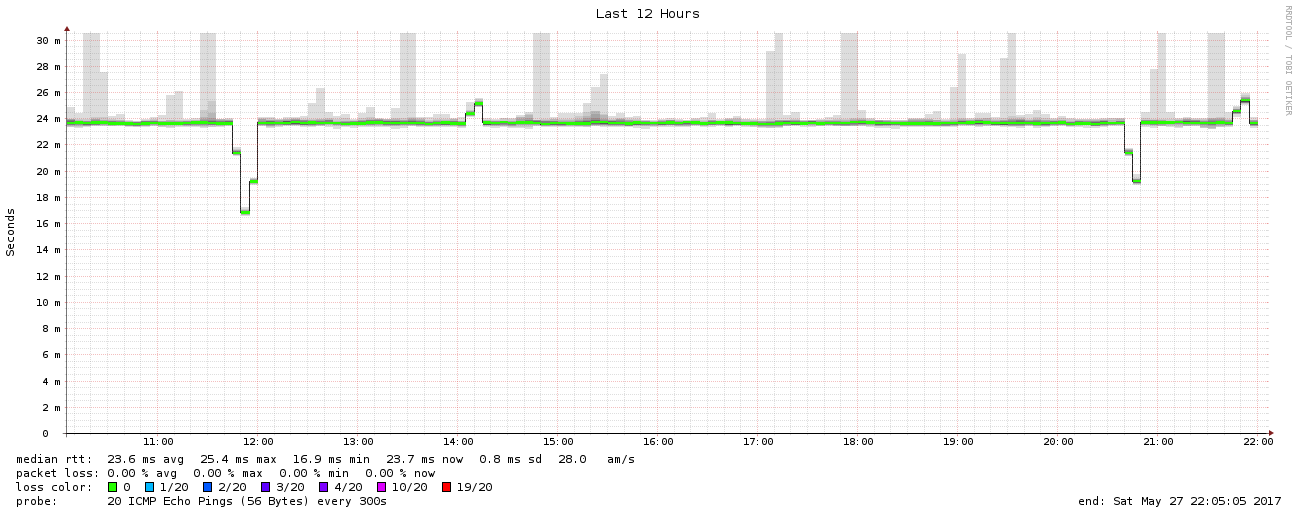 Last 12 Hours
RRDTOOL / TOBI OETIKER
Seconds
30 m
28 m
26 m
24 m
22 m
20 m
18 m
16 m
14 m
12 m
10 m
8 m
6 m
4 m
2 m
0
11:00 12:00 13:00 14:00 15:00 16:00 17:00 18:00 19:00 20:00 21:00 22:00
median rtt: 23.6 ms avg 25.4 ms max 16.9 ms min 23.7 ms now 0.8 ms sd 28.0 am/s
packet loss: 0.00 % avg 0.00 % max 0.00 % min 0.00 % now
loss color: 0 1/20 2/20 3/20 4/20 10/20 19/20
probe: 20 ICMP Echo Pings (56 Bytes) every 300s end: Sat May 27 22:05:05 2017